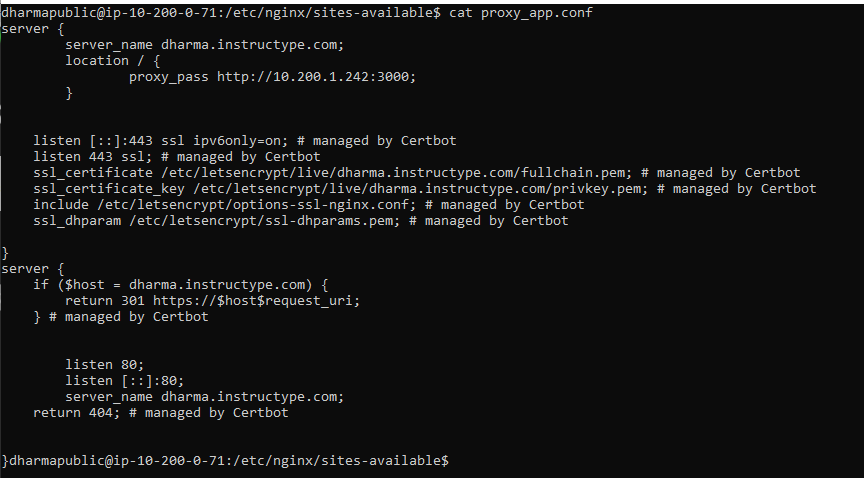 dharmapublic@ip-10-200-0-71:/etc/nginx/sites-available$ cat proxy_app.conf
server {
        server_name dharma.instructype.com;
        location / {
                proxy_pass http://10.200.1.242:3000;
        }
    listen [::]:443 ssl ipv6only=on; # managed by Certbot
    listen 443 ssl; # managed by Certbot
    ssl_certificate /etc/letsencrypt/live/dharma.instructype.com/fullchain.pem; # managed by Certbot
    ssl_certificate_key /etc/letsencrypt/live/dharma.instructype.com/privkey.pem; # managed by Certbot
    include /etc/letsencrypt/options-ssl-nginx.conf; # managed by Certbot
    ssl_dhparam /etc/letsencrypt/ssl-dhparams.pem; # managed by Certbot
}
server {
    if ($host = dharma.instructype.com) {
        return 301 https://$host$request_uri;
    } # managed by Certbot
        listen 80;
        listen [::]:80;
        server_name dharma.instructype.com;
    return 404; # managed by Certbot
}dharmapublic@ip-10-200-0-71:/etc/nginx/sites-available$